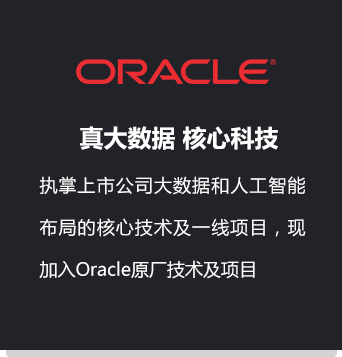 ORACLE®
真大数据 核心科技
执掌上市公司大数据和人工智能
布局的核心技术及一线项目，现
加入Oracle原厂技术及项目